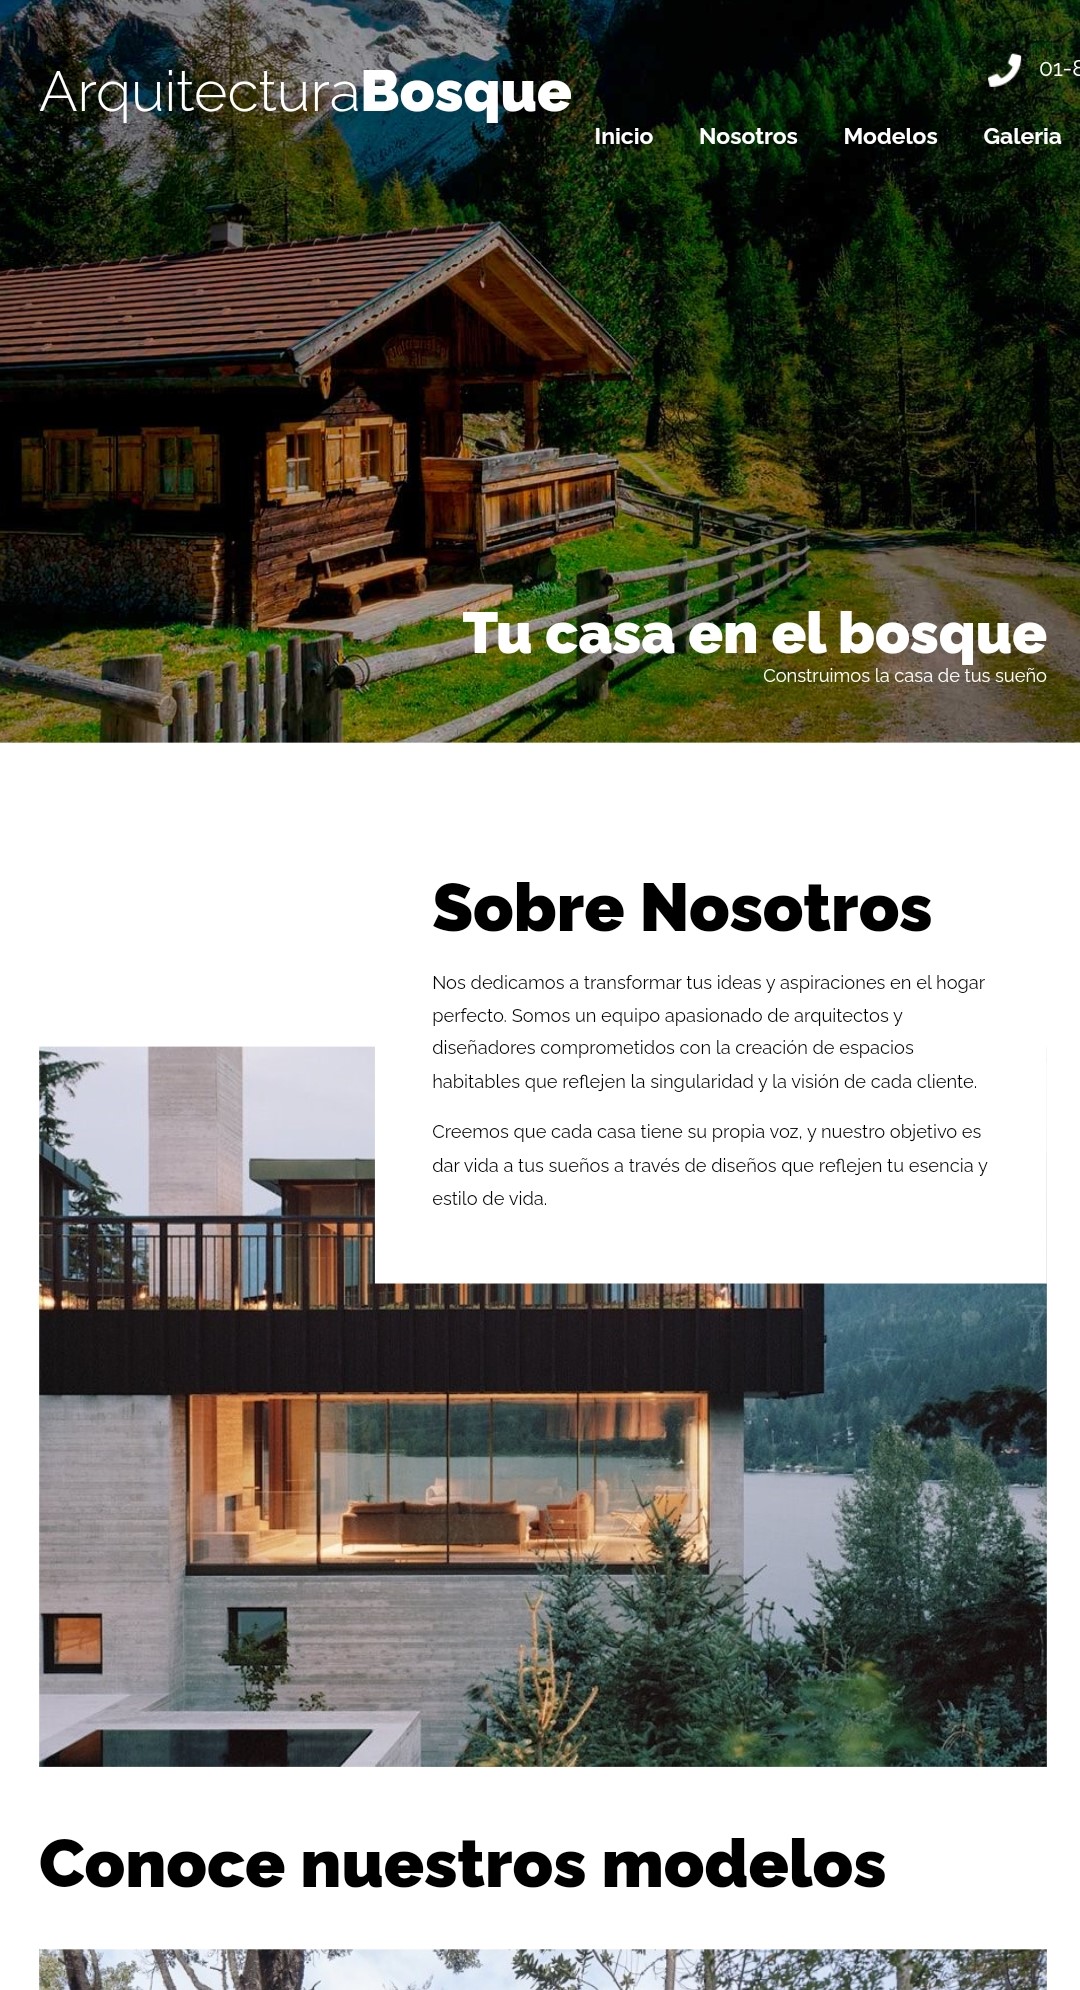 ArquitecturaBosque
01-8
Inicio Nosotros Modelos Galeria
Tu casa en el bosque
Construimos la casa de tus sueño
Sobre Nosotros
Nos dedicamos a transformar tus ideas y aspiraciones en el hogar
perfecto. Somos un equipo apasionado de arquitectos y
diseñadores comprometidos con la creación de espacios
habitables que reflejen la singularidad y la visión de cada cliente.
Creemos que cada casa tiene su propia voz, y nuestro objetivo es
dar vida a tus sueños a través de diseños que reflejen tu esencia y
estilo de vida.
Conoce nuestros modelos